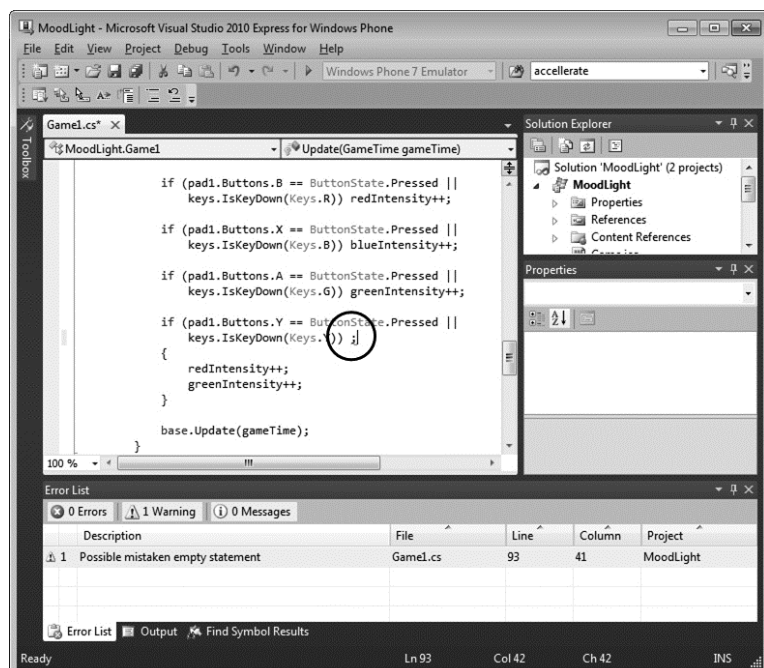 MoodLight - Microsoft Visual Studio 2010 Express for Windows Phone
File Edit View Project Debug Tools Window Help
Windows Phone 7 Emulator accellerate
Toolbox
Game1.cs* X
MoodLight.Game1 Update(GameTime gameTime)
if (pad1.Buttons.B == ButtonState.Pressed ||
keys.IsKeyDown(Keys.R)) redIntensity++;
if (pad1.Buttons.X == ButtonState.Pressed ||
keys.IsKeyDown(Keys.B)) blueIntensity++;
if (pad1.Buttons.A == ButtonState.Pressed ||
keys.IsKeyDown(Keys.G)) greenIntensity++;
if (pad1.Buttons.Y == ButtonState.Pressed ||
keys.IsKeyDown(Keys.Y)) ;
{
redIntensity++;
greenIntensity++;
}
base.Update(gameTime);
}
100 %
Solution Explorer
Solution 'MoodLight' (2 projects)
MoodLight
Properties
References
Content References
Properties
Error List
0 Errors 1 Warning 0 Messages
Description File Line Column Project
1 Possible mistaken empty statement Game1.cs 93 41 MoodLight
Error List Output Find Symbol Results
Ready Ln 93 Col 42 Ch 42 INS